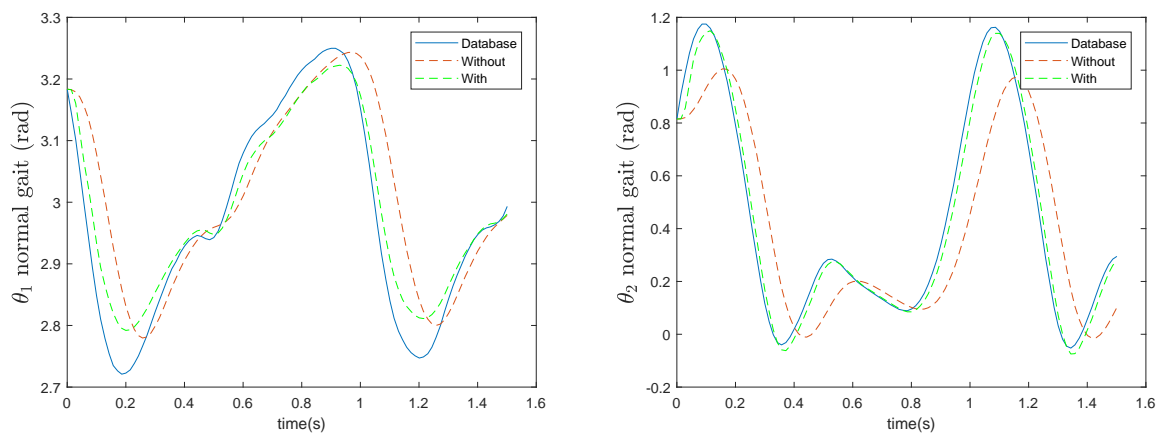 θ1 normal gait (rad)
3.3
3.2
3.1
3
2.9
2.8
2.7
0 0.2 0.4 0.6 0.8 1 1.2 1.4 1.6
time(s)
Database
Without
With
θ2 normal gait (rad)
1.2
1
0.8
0.6
0.4
0.2
0
-0.2
0 0.2 0.4 0.6 0.8 1 1.2 1.4 1.6
time(s)
Database
Without
With